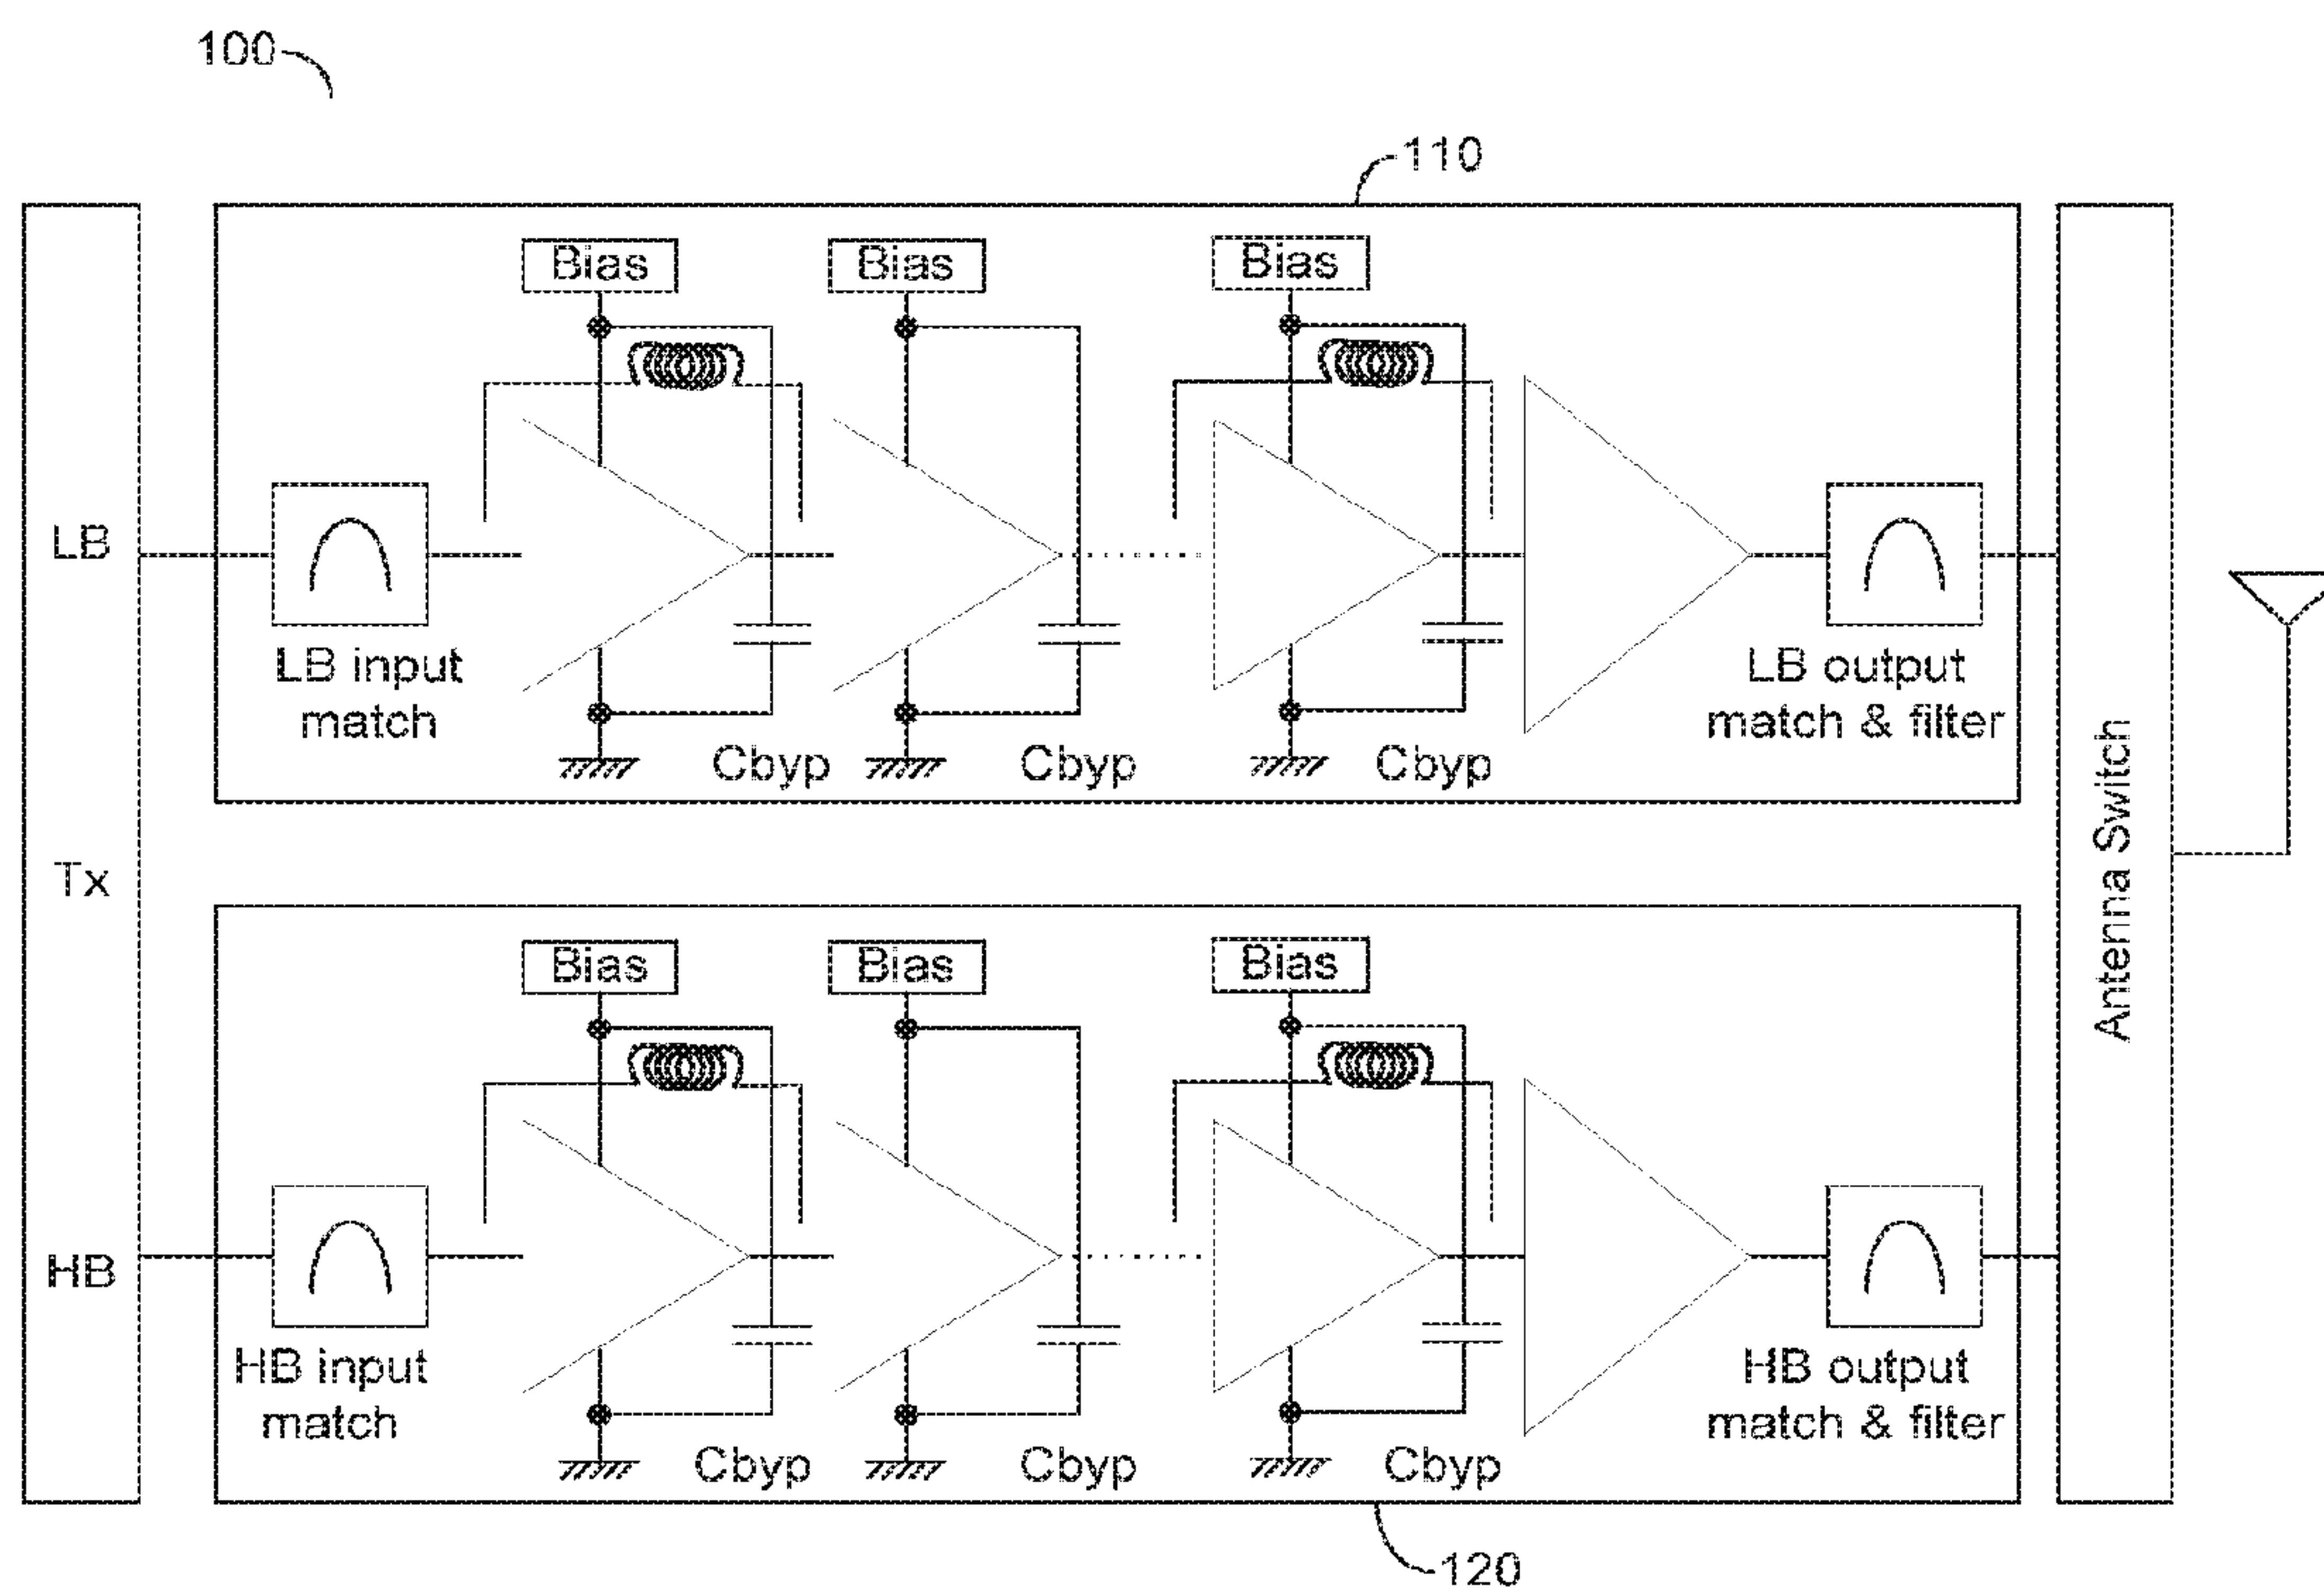 100
110
Bias
Bias
Bias
LB
LB input
match
Cbyp
Cbyp
Cbyp
LB output
match & filter
Tx
Antenna Switch
Bias
Bias
Bias
HB
HB input
match
Cbyp
Cbyp
Cbyp
HB output
match & filter
120